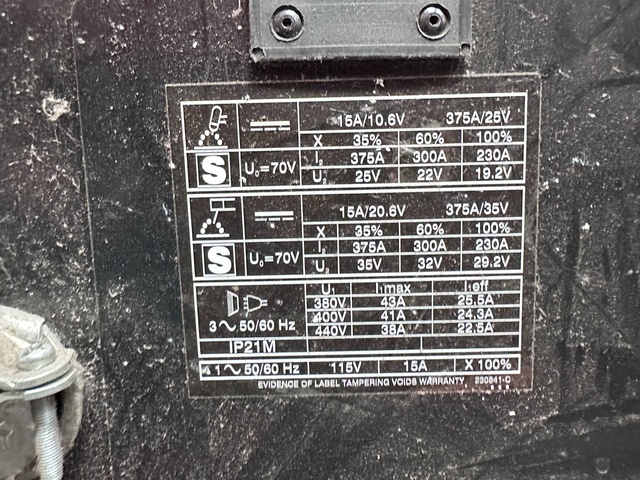 15A/10.6V 375A/25V
X 35% 60% 100%
I₂ 375A 300A 230A
S U₀=70V U₂ 25V 22V 19.2V
15A/20.6V 375A/35V
X 35% 60% 100%
I₂ 375A 300A 230A
S U₀=70V U₂ 35V 32V 29.2V
U₁ I₁max I₁eff
380V 43A 25.5A
400V 41A 24.3A
3~ 50/60 Hz 440V 38A 22.5A
IP21M
1~ 50/60 Hz 115V 15A X 100%
EVIDENCE OF LABEL TAMPERING VOIDS WARRANTY 230841-C